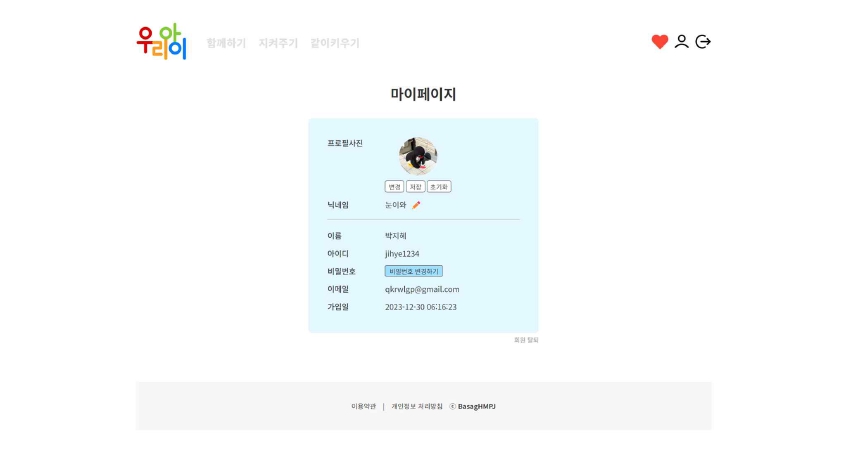 우리아이
함께하기 지켜주기 같이키우기
마이페이지
프로필사진
변경 저장 초기화
닉네임 눈이와
이름 박지혜
아이디 jihye1234
비밀번호 비밀번호 변경하기
이메일 qkrwlgp@gmail.com
가입일 2023-12-30 06:16:23
회원 탈퇴
이용약관 | 개인정보 처리방침 ⓒ BasagHMPJ